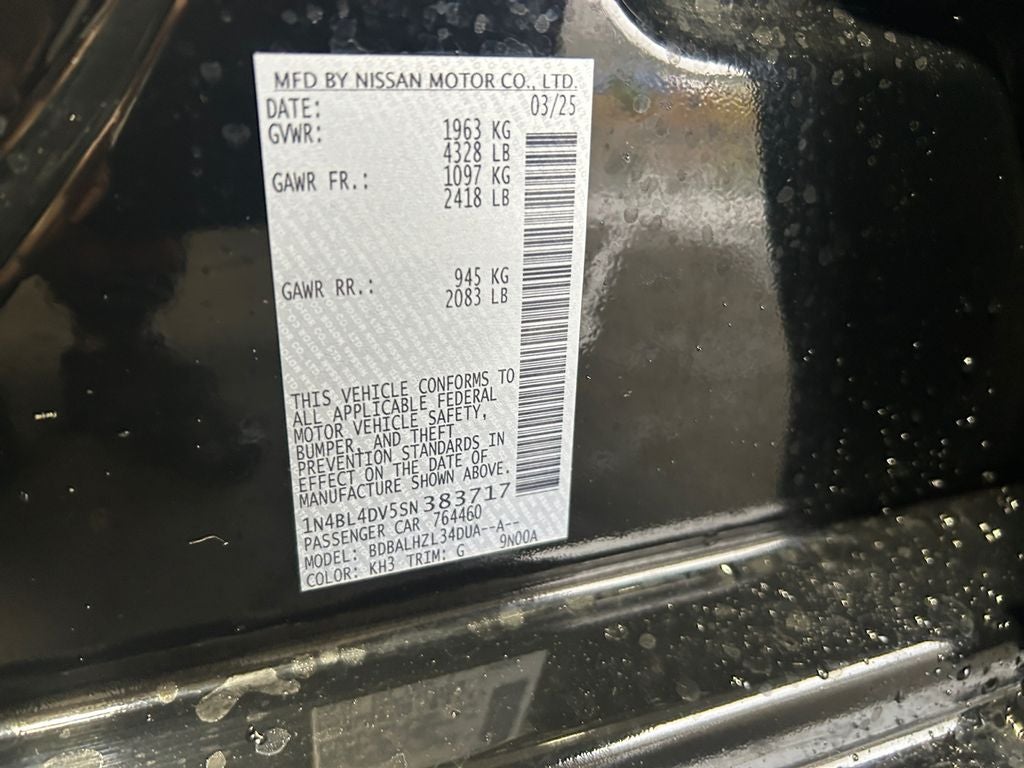 MFD BY NISSAN MOTOR CO., LTD.
DATE: 03/25
GVWR: 1963 KG
4328 LB
GAWR FR.: 1097 KG
2418 LB
GAWR RR.: 945 KG
2083 LB
THIS VEHICLE CONFORMS TO
ALL APPLICABLE FEDERAL
MOTOR VEHICLE SAFETY,
BUMPER, AND THEFT
PREVENTION STANDARDS IN
EFFECT ON THE DATE OF
MANUFACTURE SHOWN ABOVE.
1N4BL4DV5SN383717
PASSENGER CAR 764460
MODEL: BDBALHZL34DUA--A--
COLOR: KH3 TRIM: G 9N00A